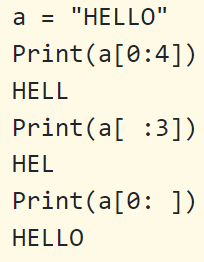 a = "HELLO"
Print(a[0:4])
HELL
Print(a[ :3])
HEL
Print(a[0: ])
HELLO